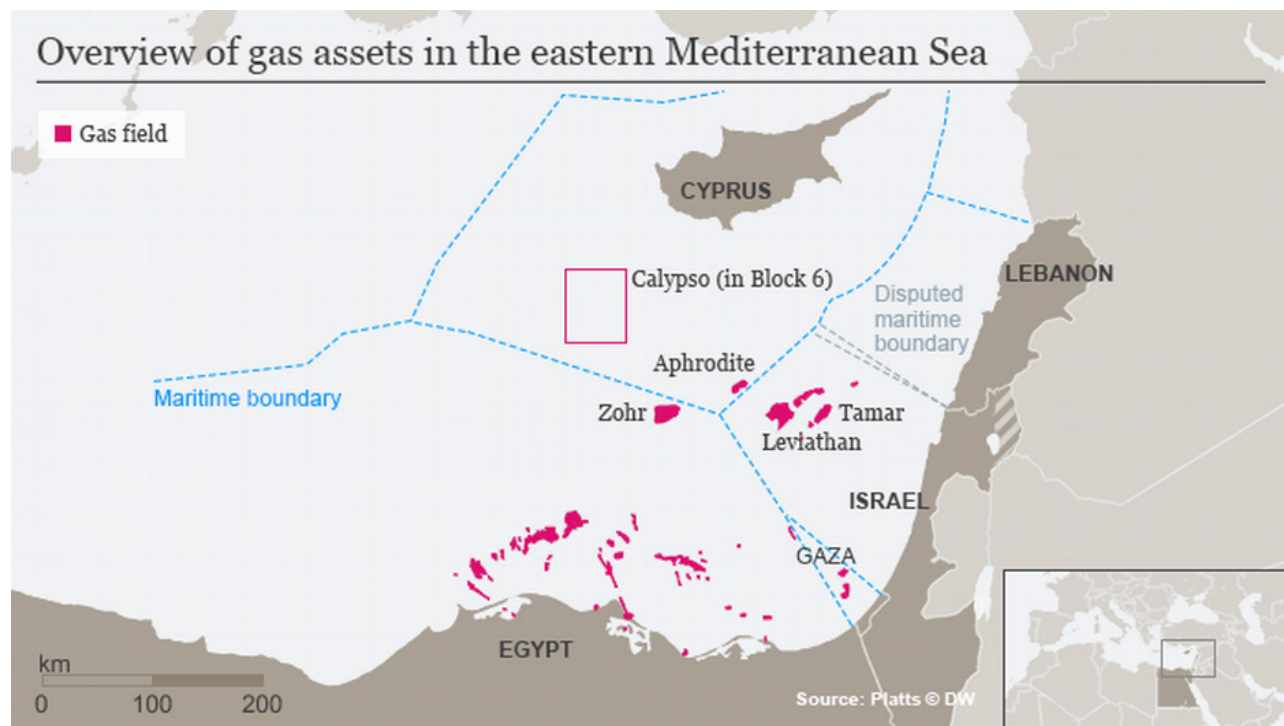 Overview of gas assets in the eastern Mediterranean Sea
Gas field
CYPRUS
Calypso (in Block 6)
LEBANON
Disputed
maritime
boundary
Aphrodite
Maritime boundary
Zohr
Tamar
Leviathan
ISRAEL
GAZA
EGYPT
km
0 100 200
Source: Platts © DW